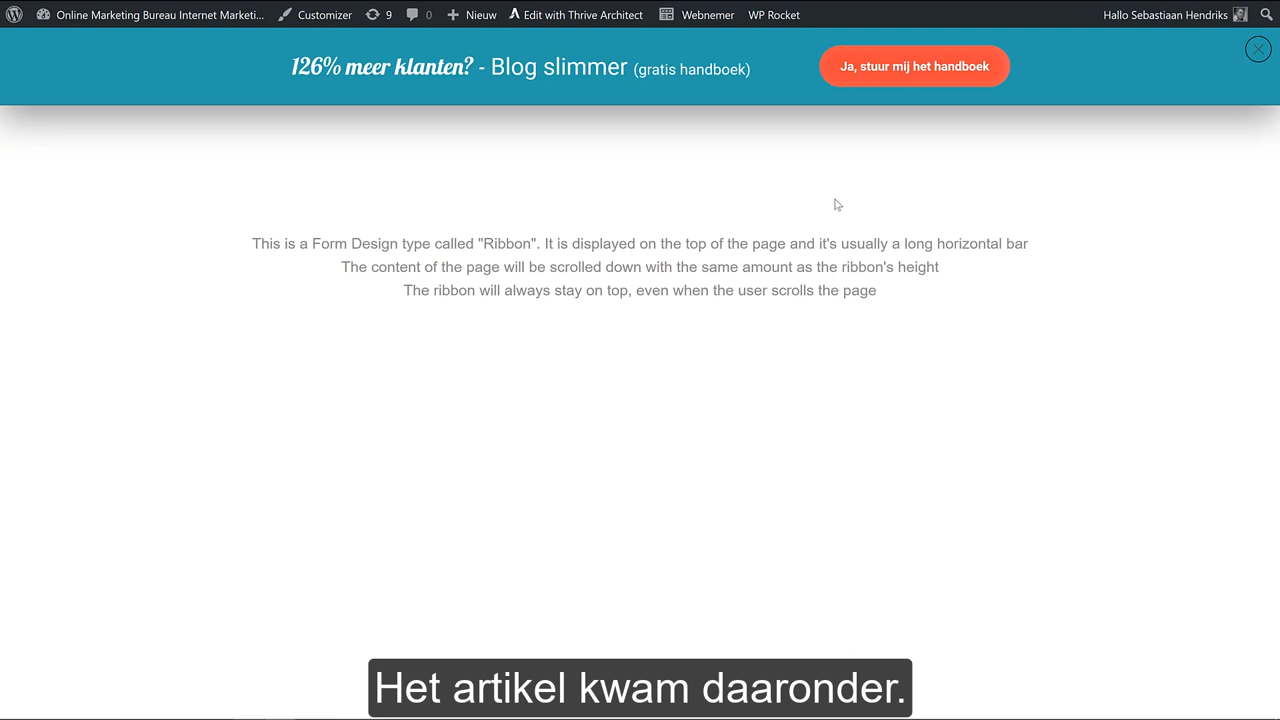 Online Marketing Bureau Internet Marketi... Customizer 9 0 Nieuw Edit with Thrive Architect Webnemer WP Rocket Hallo Sebastiaan Hendriks
126% meer klanten? - Blog slimmer (gratis handboek) Ja, stuur mij het handboek
This is a Form Design type called "Ribbon". It is displayed on the top of the page and it's usually a long horizontal bar
The content of the page will be scrolled down with the same amount as the ribbon's height
The ribbon will always stay on top, even when the user scrolls the page
Het artikel kwam daaronder.